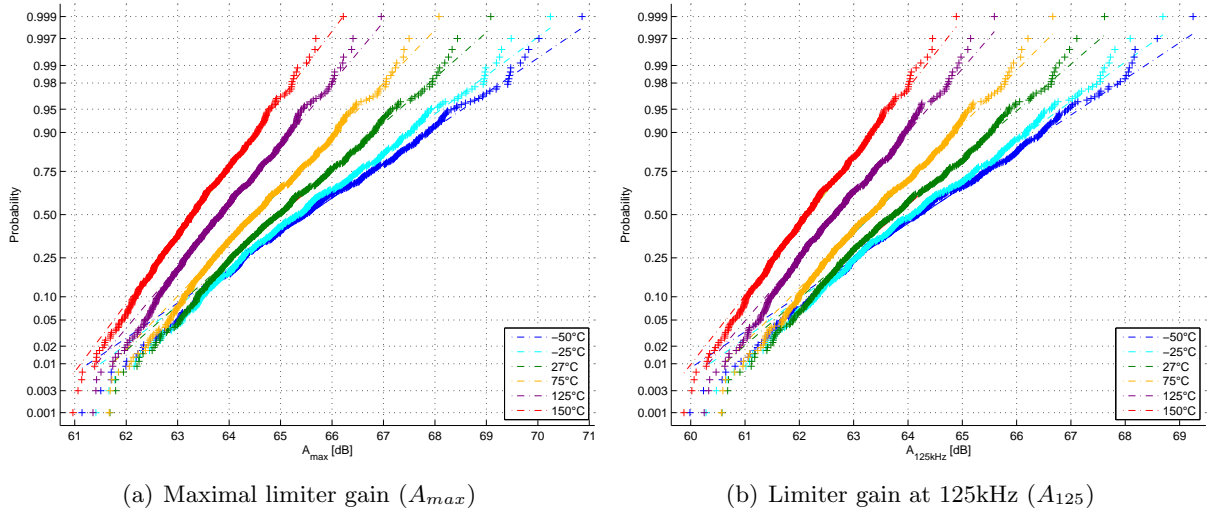 0.999
0.997
0.99
0.98
0.95
0.90
0.75
0.50
0.25
0.10
0.05
0.02
0.01
0.003
0.001
Probability
61 62 63 64 65 66 67 68 69 70 71
A_max [dB]
−50°C
−25°C
27°C
75°C
125°C
150°C
(a) Maximal limiter gain (A_max)
0.999
0.997
0.99
0.98
0.95
0.90
0.75
0.50
0.25
0.10
0.05
0.02
0.01
0.003
0.001
Probability
60 61 62 63 64 65 66 67 68 69
A_125kHz [dB]
−50°C
−25°C
27°C
75°C
125°C
150°C
(b) Limiter gain at 125kHz (A_125)